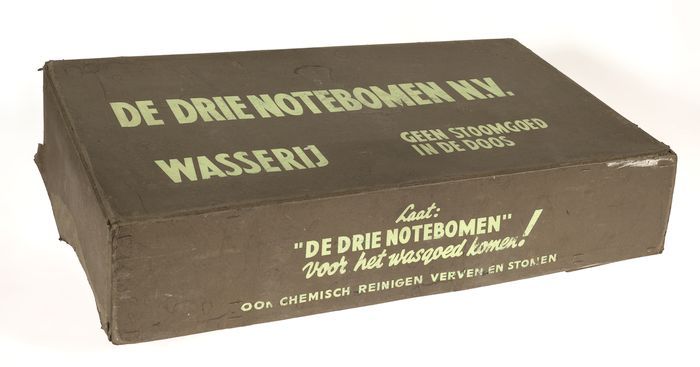 DE DRIE NOTEBOMEN N.V.
WASSERIJ
GEEN STOOMGOED
IN DE DOOS
Laat:
"DE DRIE NOTEBOMEN"
voor het wasgoed komen!
OOK CHEMISCH REINIGEN VERVEN EN STOMEN